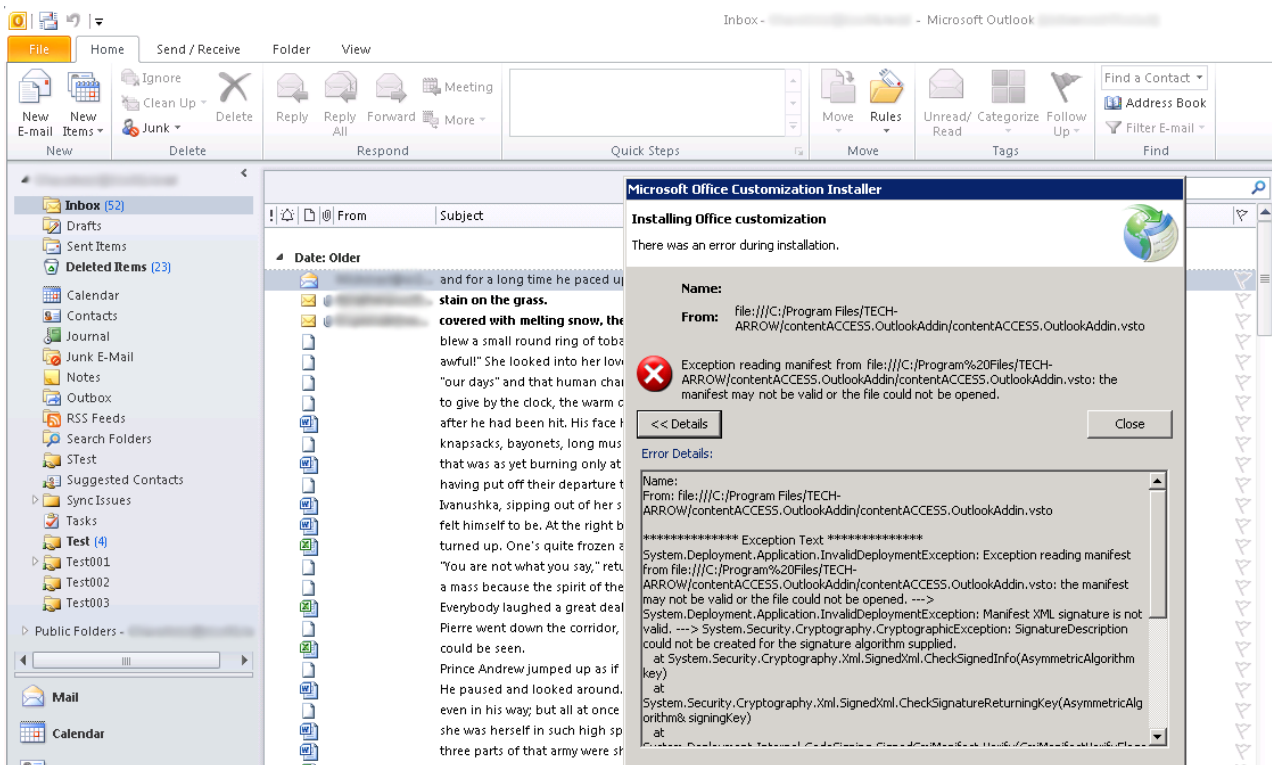 Inbox - - Microsoft Outlook
File Home Send / Receive Folder View
New E-mail
New Items
Ignore
Clean Up
Junk
Delete
Reply
Reply All
Forward
Meeting
More
Move
Rules
Unread/ Read
Categorize
Follow Up
Find a Contact
Address Book
Filter E-mail
New Delete Respond Quick Steps Move Tags Find
Inbox (52)
Drafts
Sent Items
Deleted Items (23)
Calendar
Contacts
Journal
Junk E-Mail
Notes
Outbox
RSS Feeds
Search Folders
STest
Suggested Contacts
Sync Issues
Tasks
Test (4)
Test001
Test002
Test003
Public Folders -
Mail
Calendar
! From Subject
Date: Older
and for a long time he paced up
stain on the grass.
covered with melting snow, the
blew a small round ring of toba
awful!" She looked into her love
"our days" and that human char
to give by the clock, the warm c
after he had been hit. His face h
knapsacks, bayonets, long mus
that was as yet burning only at
having put off their departure t
Ivanushka, sipping out of her s
felt himself to be. At the right b
turned up. One's quite frozen a
"You are not what you say," retu
a mass because the spirit of the
Everybody laughed a great deal
Pierre went down the corridor,
could be seen.
Prince Andrew jumped up as if
He paused and looked around.
even in his way; but all at once
she was herself in such high sp
three parts of that army were sh
Microsoft Office Customization Installer
Installing Office customization
There was an error during installation.
Name:
From: file:///C:/Program Files/TECH-
ARROW/contentACCESS.OutlookAddin/contentACCESS.OutlookAddin.vsto
Exception reading manifest from file:///C:/Program%20Files/TECH-
ARROW/contentACCESS.OutlookAddin/contentACCESS.OutlookAddin.vsto: the
manifest may not be valid or the file could not be opened.
<< Details Close
Error Details:
Name:
From: file:///C:/Program Files/TECH-
ARROW/contentACCESS.OutlookAddin/contentACCESS.OutlookAddin.vsto
************** Exception Text **************
System.Deployment.Application.InvalidDeploymentException: Exception reading manifest
from file:///C:/Program%20Files/TECH-
ARROW/contentACCESS.OutlookAddin/contentACCESS.OutlookAddin.vsto: the manifest
may not be valid or the file could not be opened. --->
System.Deployment.Application.InvalidDeploymentException: Manifest XML signature is not
valid. ---> System.Security.Cryptography.CryptographicException: SignatureDescription
could not be created for the signature algorithm supplied.
at System.Security.Cryptography.Xml.SignedXml.CheckSignedInfo(AsymmetricAlgorithm
key)
at
System.Security.Cryptography.Xml.SignedXml.CheckSignatureReturningKey(AsymmetricAlg
orithm& signingKey)
at